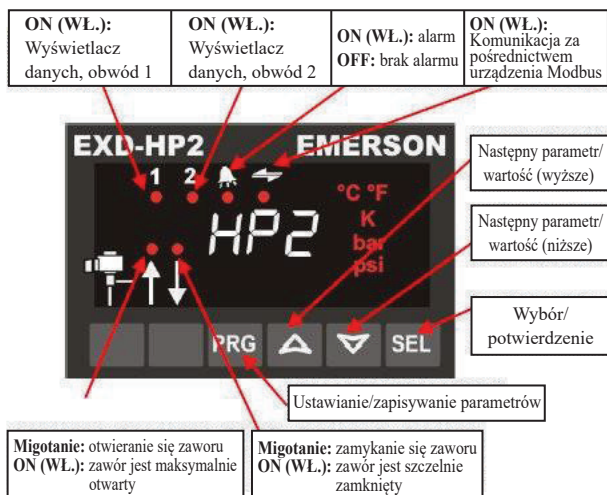 ON (WŁ.):
Wyświetlacz
danych, obwód 1
ON (WŁ.):
Wyświetlacz
danych, obwód 2
ON (WŁ.): alarm
OFF: brak alarmu
ON (WŁ.):
Komunikacja za
pośrednictwem
urządzenia Modbus
EXD-HP2
EMERSON
1 2
°C °F
K
bar
psi
HP2
PRG
SEL
Następny parametr/
wartość (wyższe)
Następny parametr/
wartość (niższe)
Wybór/
potwierdzenie
Ustawianie/zapisywanie parametrów
Migotanie: otwieranie się zaworu
ON (WŁ.): zawór jest maksymalnie
otwarty
Migotanie: zamykanie się zaworu
ON (WŁ.): zawór jest szczelnie
zamknięty